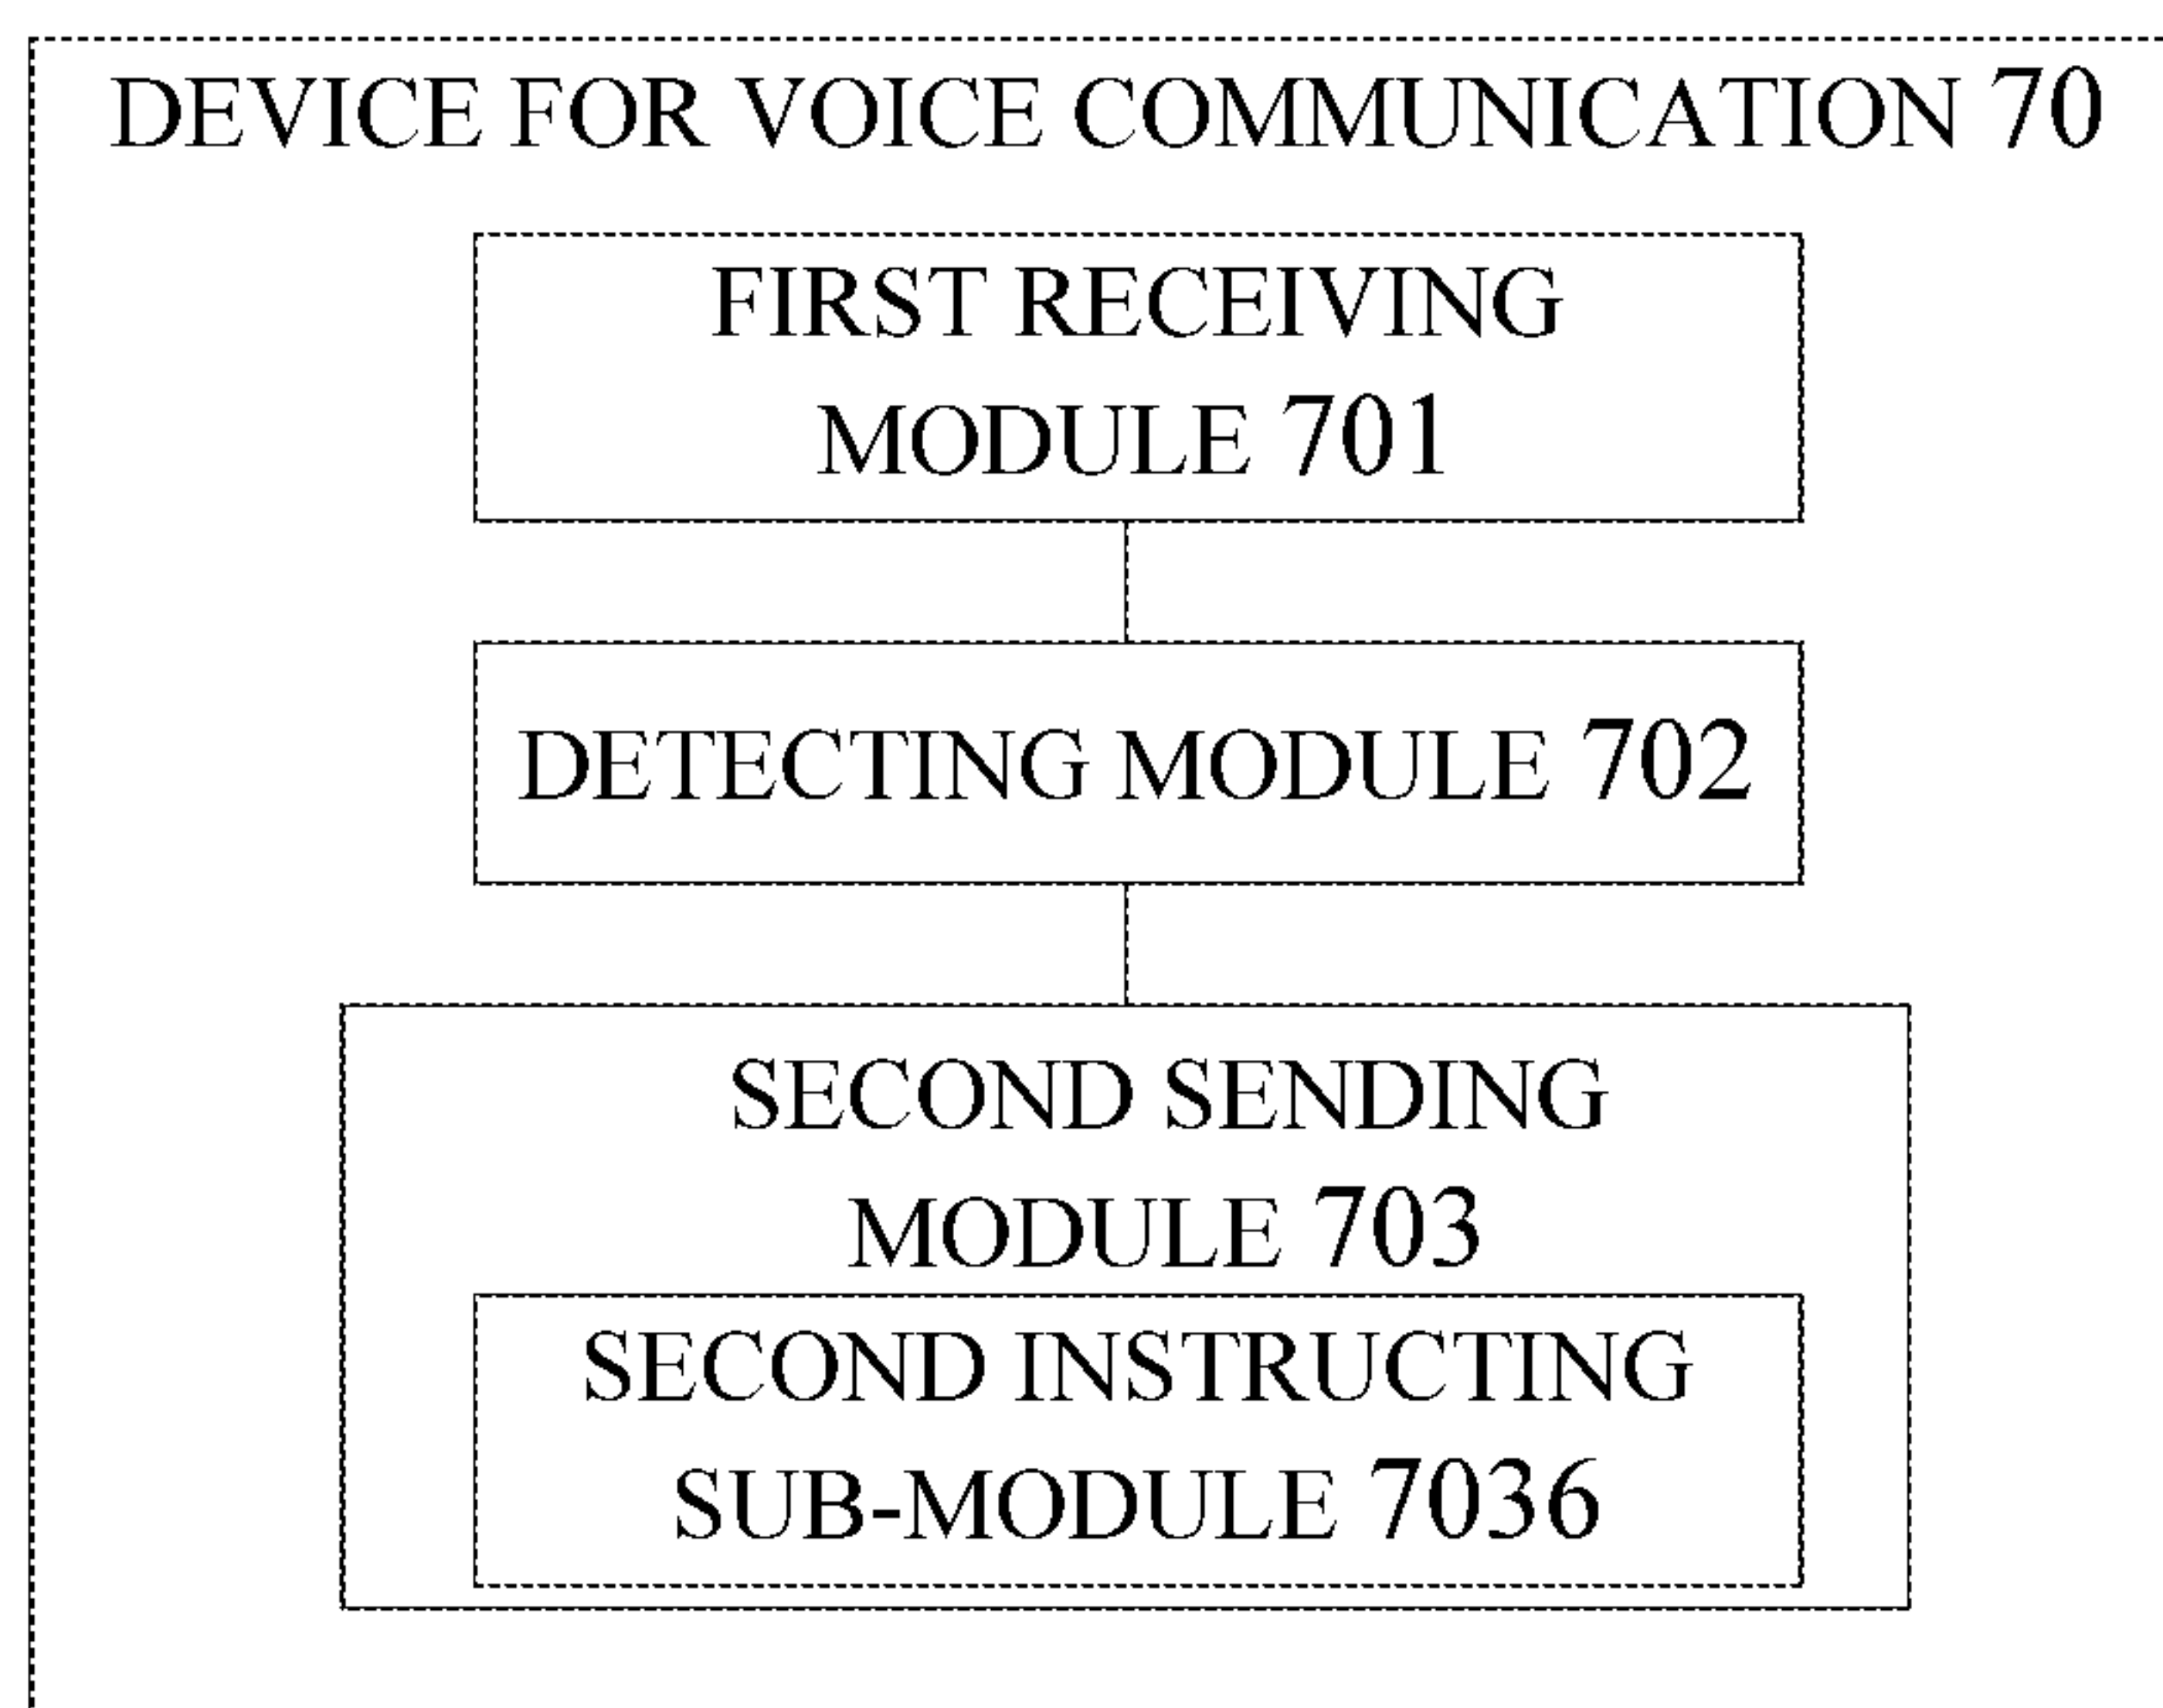 DEVICE FOR VOICE COMMUNICATION 70
FIRST RECEIVING
MODULE 701
DETECTING MODULE 702
SECOND SENDING
MODULE 703
SECOND INSTRUCTING
SUB-MODULE 7036